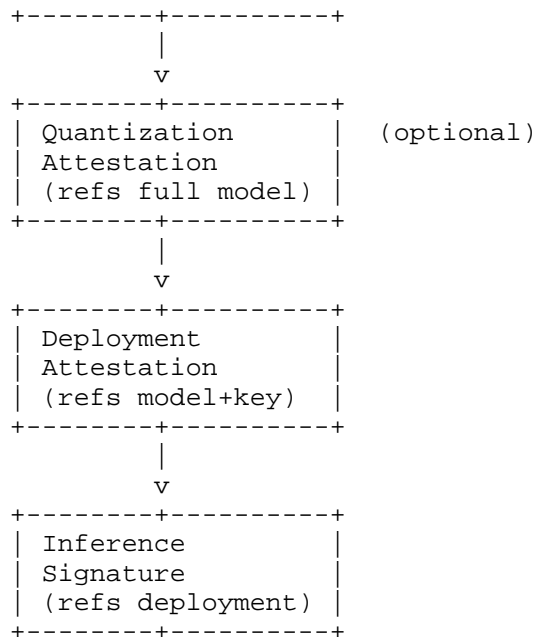 +--------+----------+
|
v
+--------+----------+
| Quantization      |  (optional)
| Attestation       |
| (refs full model) |
+--------+----------+
|
v
+--------+----------+
| Deployment        |
| Attestation       |
| (refs model+key)  |
+--------+----------+
|
v
+--------+----------+
| Inference         |
| Signature         |
| (refs deployment) |
+--------+----------+